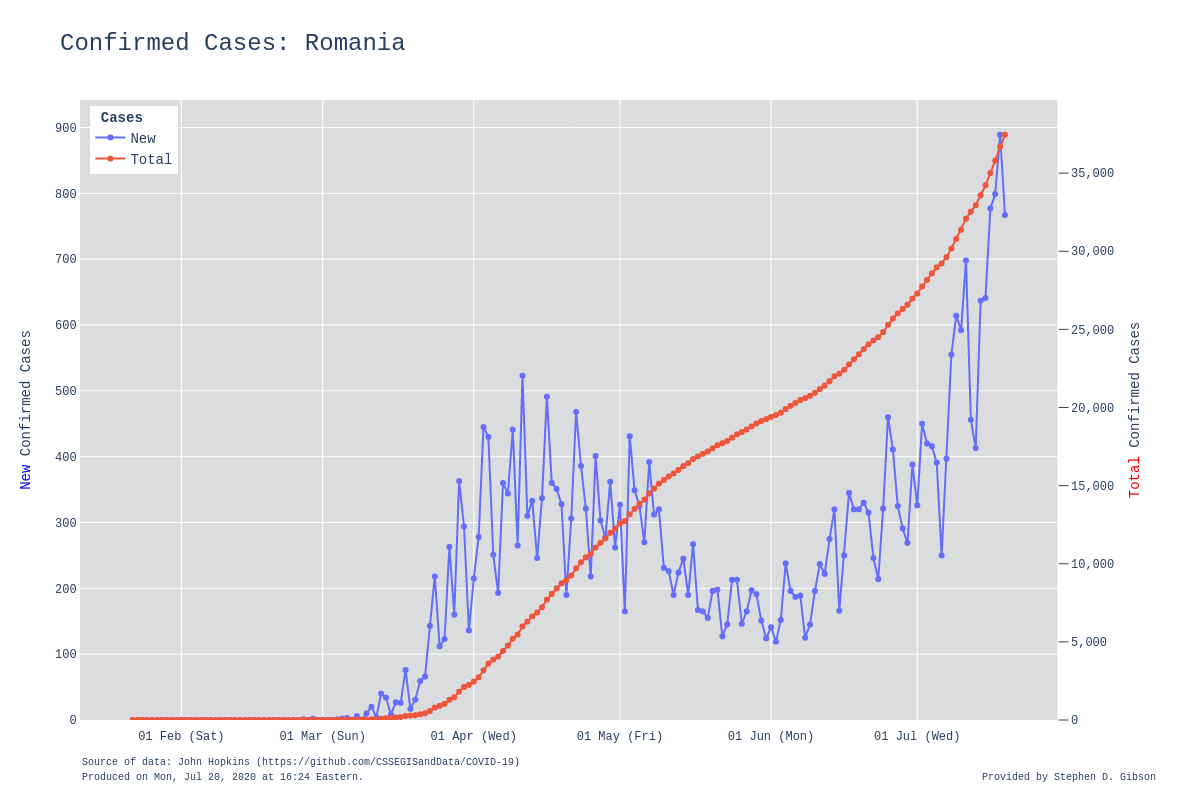 Confirmed Cases: Romania
Cases
New
Total
900
800
700
600
500
400
300
200
100
0
35,000
30,000
25,000
20,000
15,000
10,000
5,000
0
New Confirmed Cases
Total Confirmed Cases
01 Feb (Sat)
01 Mar (Sun)
01 Apr (Wed)
01 May (Fri)
01 Jun (Mon)
01 Jul (Wed)
Source of data: John Hopkins (https://github.com/CSSEGISandData/COVID-19)
Produced on Mon, Jul 20, 2020 at 16:24 Eastern.
Provided by Stephen D. Gibson